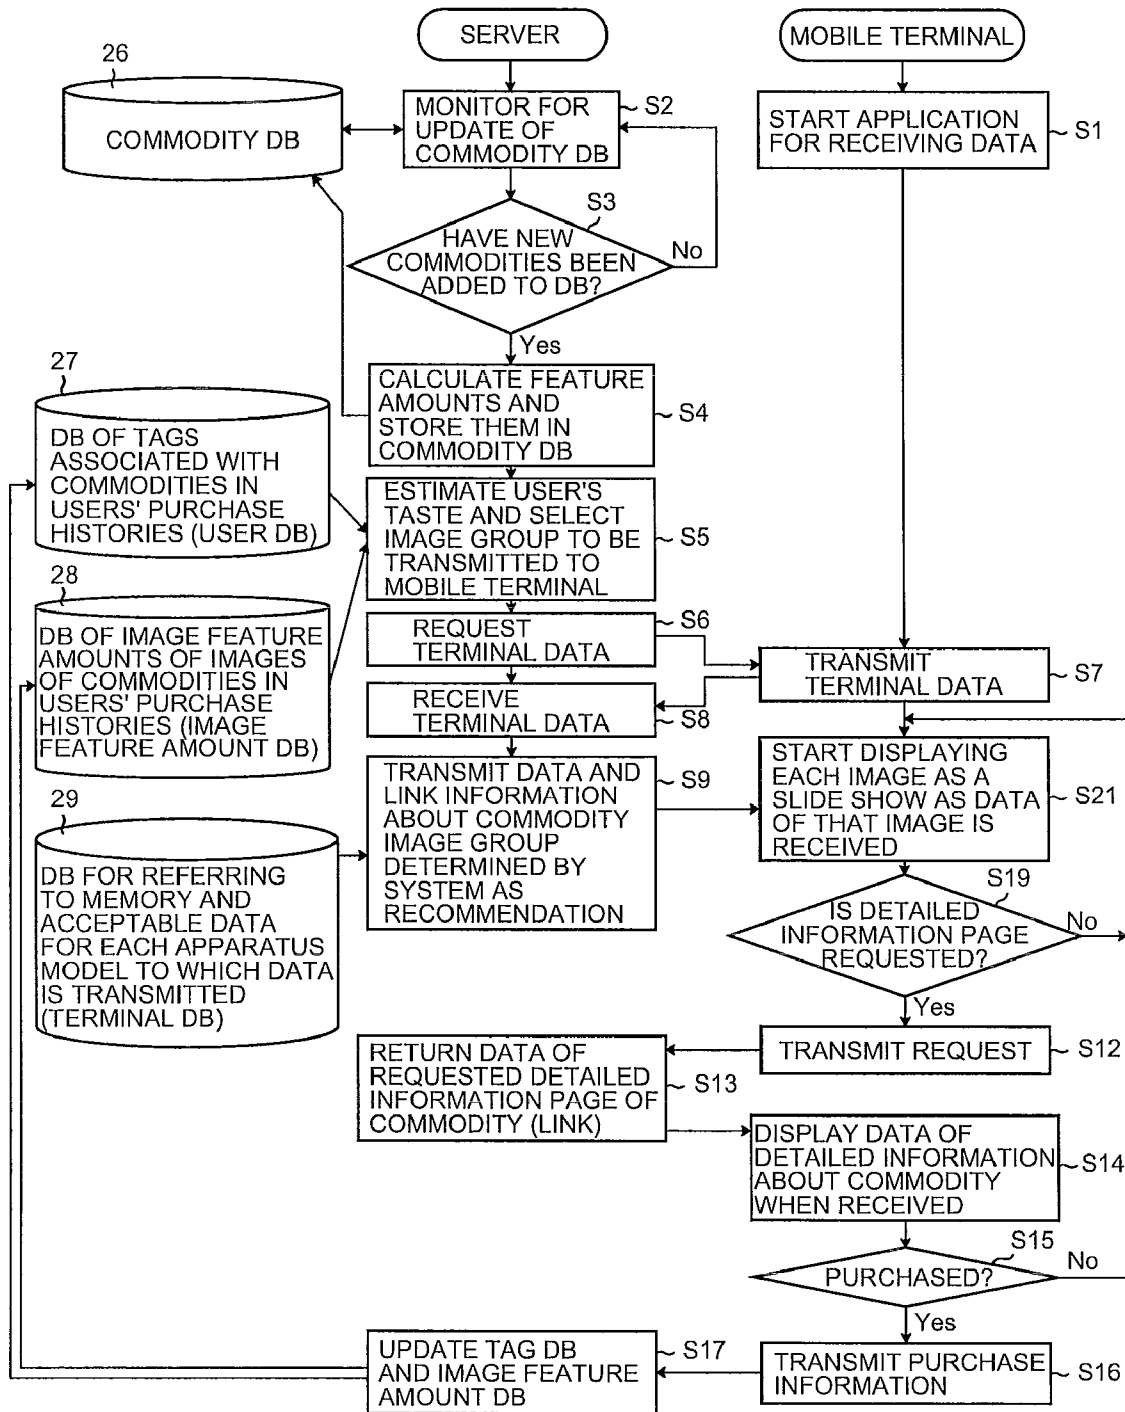 SERVER
MOBILE TERMINAL
26
COMMODITY DB
MONITOR FOR
UPDATE OF
COMMODITY DB
S2
START APPLICATION
FOR RECEIVING DATA
S1
S3
HAVE NEW
COMMODITIES BEEN
ADDED TO DB?
No
Yes
27
DB OF TAGS
ASSOCIATED WITH
COMMODITIES IN
USERS' PURCHASE
HISTORIES (USER DB)
CALCULATE FEATURE
AMOUNTS AND
STORE THEM IN
COMMODITY DB
S4
ESTIMATE USER'S
TASTE AND SELECT
IMAGE GROUP TO BE
TRANSMITTED TO
MOBILE TERMINAL
S5
28
DB OF IMAGE FEATURE
AMOUNTS OF IMAGES
OF COMMODITIES IN
USERS' PURCHASE
HISTORIES (IMAGE
FEATURE AMOUNT DB)
REQUEST
TERMINAL DATA
S6
TRANSMIT
TERMINAL DATA
S7
RECEIVE
TERMINAL DATA
S8
TRANSMIT DATA AND
LINK INFORMATION
ABOUT COMMODITY
IMAGE GROUP
DETERMINED BY
SYSTEM AS
RECOMMENDATION
S9
START DISPLAYING
EACH IMAGE AS A
SLIDE SHOW AS DATA
OF THAT IMAGE IS
RECEIVED
S21
29
DB FOR REFERRING
TO MEMORY AND
ACCEPTABLE DATA
FOR EACH APPARATUS
MODEL TO WHICH DATA
IS TRANSMITTED
(TERMINAL DB)
S19
IS DETAILED
INFORMATION PAGE
REQUESTED?
No
Yes
TRANSMIT REQUEST
S12
RETURN DATA OF
REQUESTED DETAILED
INFORMATION PAGE OF
COMMODITY (LINK)
S13
DISPLAY DATA OF
DETAILED INFORMATION
ABOUT COMMODITY
WHEN RECEIVED
S14
S15
PURCHASED?
No
Yes
UPDATE TAG DB
AND IMAGE FEATURE
AMOUNT DB
S17
TRANSMIT PURCHASE
INFORMATION
S16